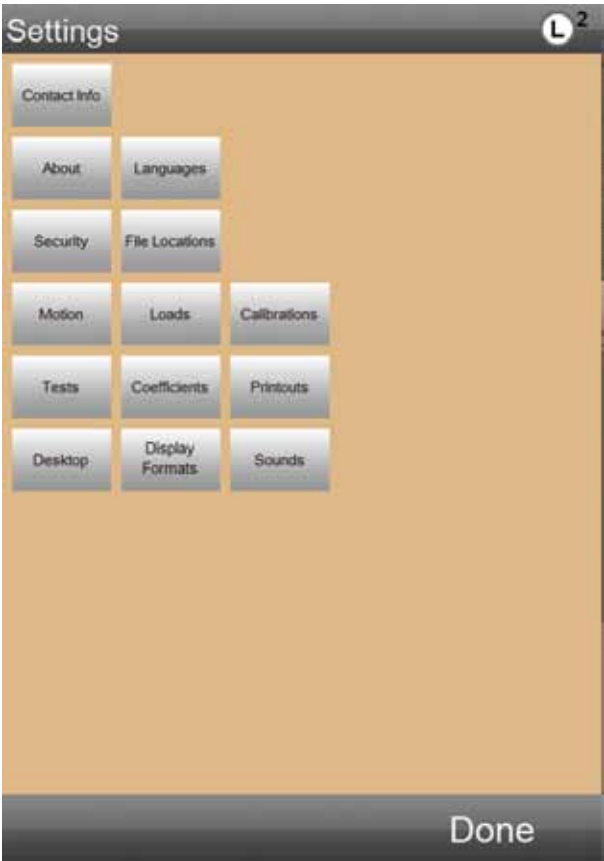 Settings
L2
Contact Info
About Languages
Security File Locations
Motion Loads Calibrations
Tests Coefficients Printouts
Desktop Display Formats Sounds
Done